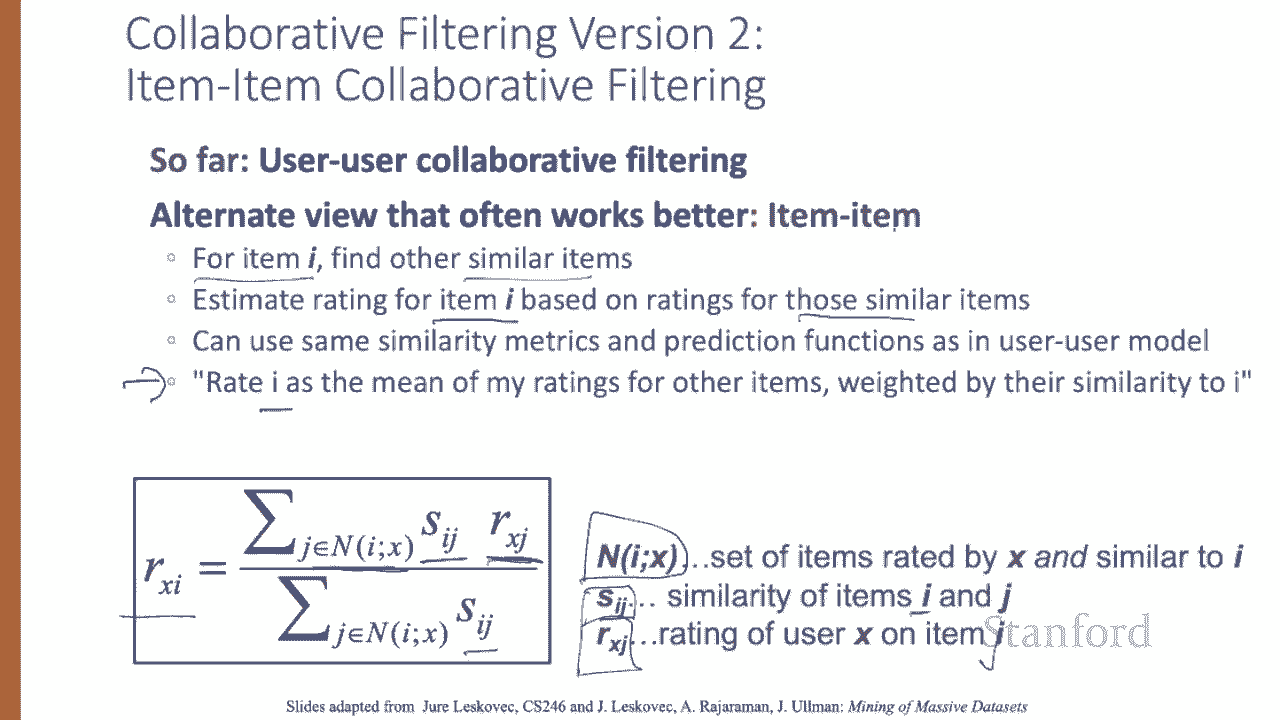 Collaborative Filtering Version 2:
Item-Item Collaborative Filtering
So far: User-user collaborative filtering
Alternate view that often works better: Item-item
◦ For item i, find other similar items
◦ Estimate rating for item i based on ratings for those similar items
◦ Can use same similarity metrics and prediction functions as in user-user model
◦ "Rate i as the mean of my ratings for other items, weighted by their similarity to i"
r_{xi} = \frac{\sum_{j∈N(i;x)} s_{ij} r_{xj}}{\sum_{j∈N(i;x)} s_{ij}}
N(i;x)...set of items rated by x and similar to i
s_{ij}... similarity of items i and j
r_{xj}...rating of user x on item j
Stanford
Slides adapted from Jure Leskovec, CS246 and J. Leskovec, A. Rajaraman, J. Ullman: Mining of Massive Datasets